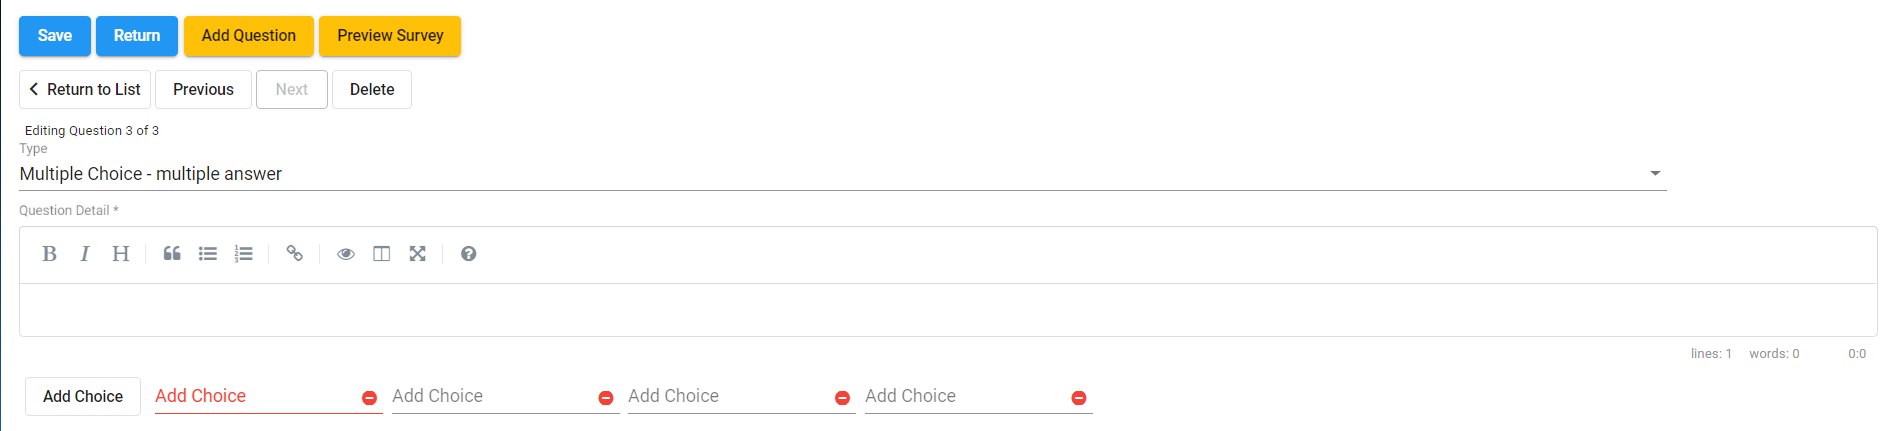 Save Return Add Question Preview Survey
Return to List Previous Next Delete
Editing Question 3 of 3
Type
Multiple Choice - multiple answer
Question Detail *
B I H
lines: 1 words: 0 0:0
Add Choice Add Choice Add Choice Add Choice Add Choice